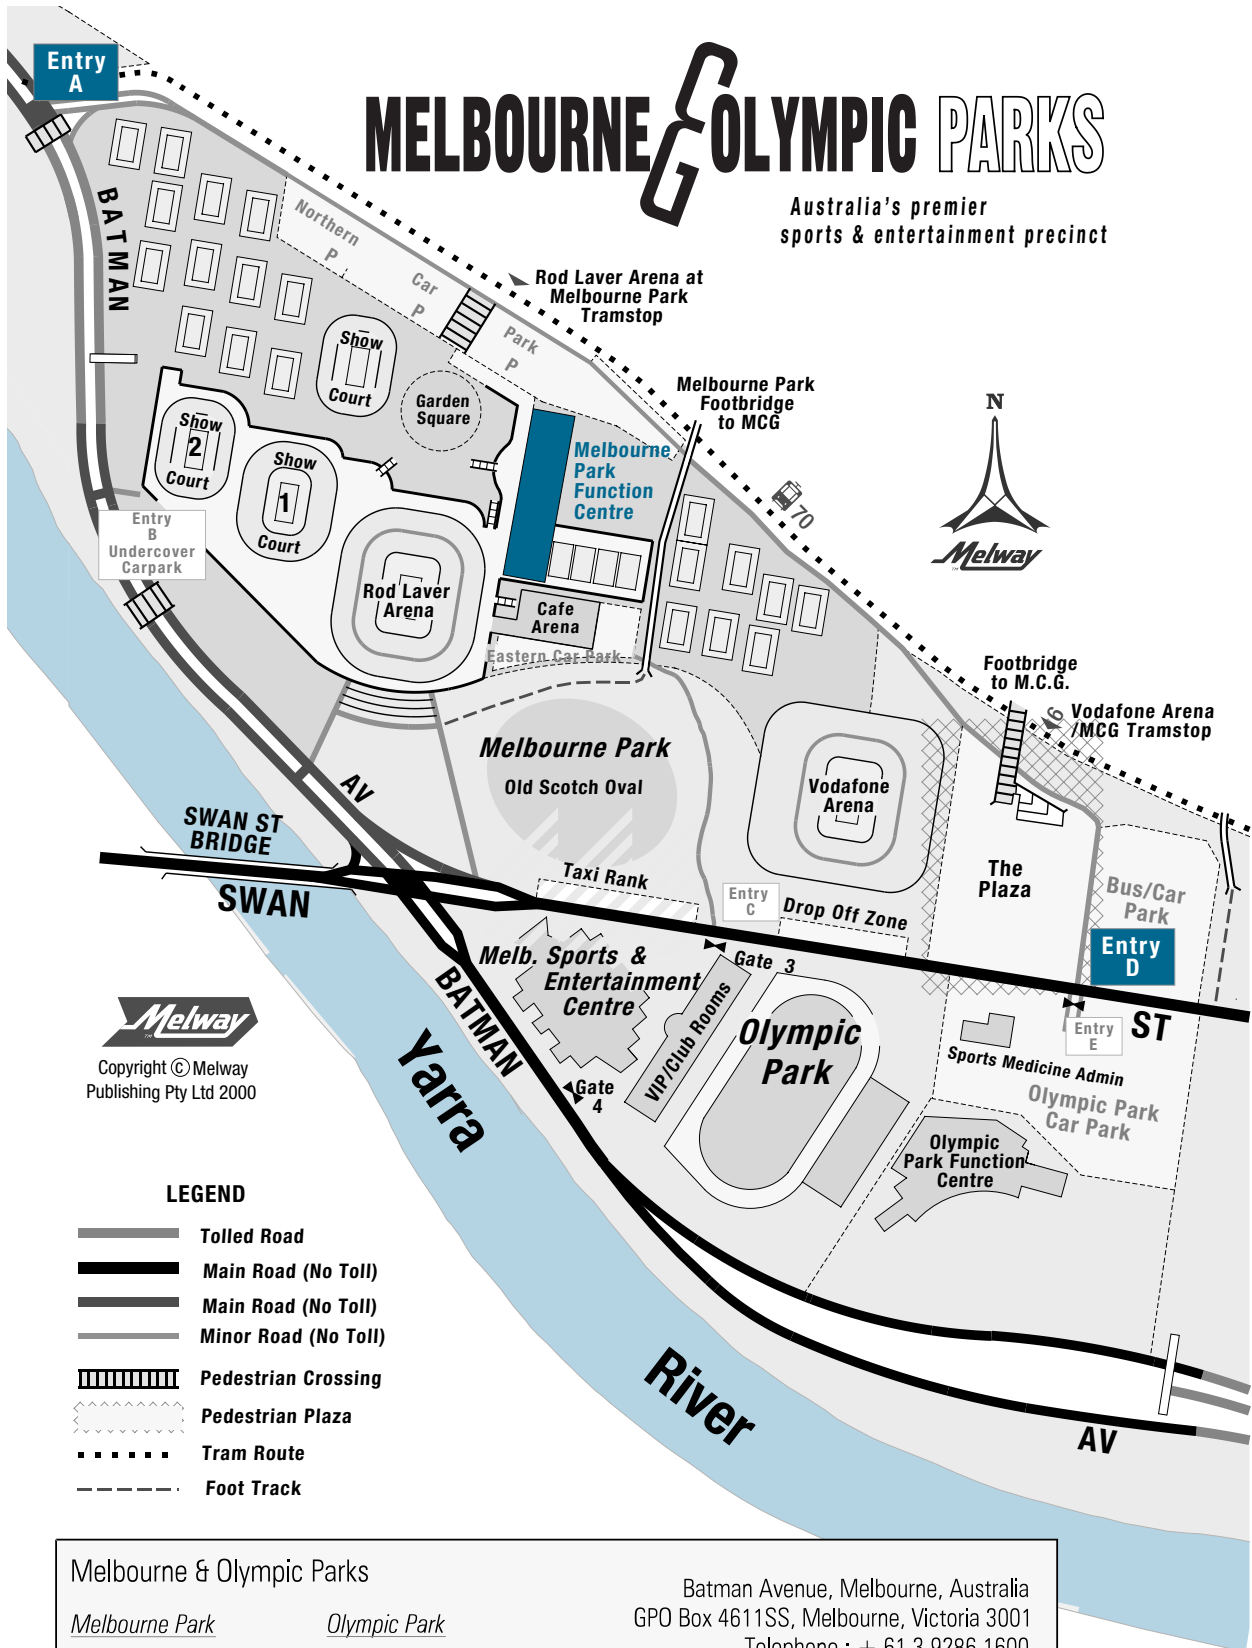 Entry
A
MELBOURNE & OLYMPIC PARKS
Australia's premier
sports & entertainment precinct
BATMAN
Northern
P
Car
P
Park
P
Rod Laver Arena at
Melbourne Park
Tramstop
Show
Court
Garden
Square
Melbourne Park
Footbridge
to MCG
N
Melway
TM
Show
2
Court
Show
1
Court
Melbourne
Park
Function
Centre
70
Entry
B
Undercover
Carpark
Rod Laver
Arena
Cafe
Arena
Eastern Car Park
Footbridge
to M.C.G.
6
Vodafone Arena
/MCG Tramstop
Melbourne Park
Old Scotch Oval
Vodafone
Arena
AV
SWAN ST
BRIDGE
SWAN
Taxi Rank
Entry
C
Drop Off Zone
The
Plaza
Bus/Car
Park
Entry
D
Gate 3
Melb. Sports &
Entertainment
Centre
BATMAN
VIP/Club Rooms
Olympic
Park
Entry
E
ST
Sports Medicine Admin
Olympic Park
Car Park
Gate
4
Olympic
Park Function
Centre
Melway
TM
Copyright © Melway
Publishing Pty Ltd 2000
Yarra
River
AV
LEGEND
Tolled Road
Main Road (No Toll)
Main Road (No Toll)
Minor Road (No Toll)
Pedestrian Crossing
Pedestrian Plaza
Tram Route
Foot Track
Melbourne & Olympic Parks
Melbourne Park
Olympic Park
Batman Avenue, Melbourne, Australia
GPO Box 4611SS, Melbourne, Victoria 3001
Telephone : + 61 3 9286 1600